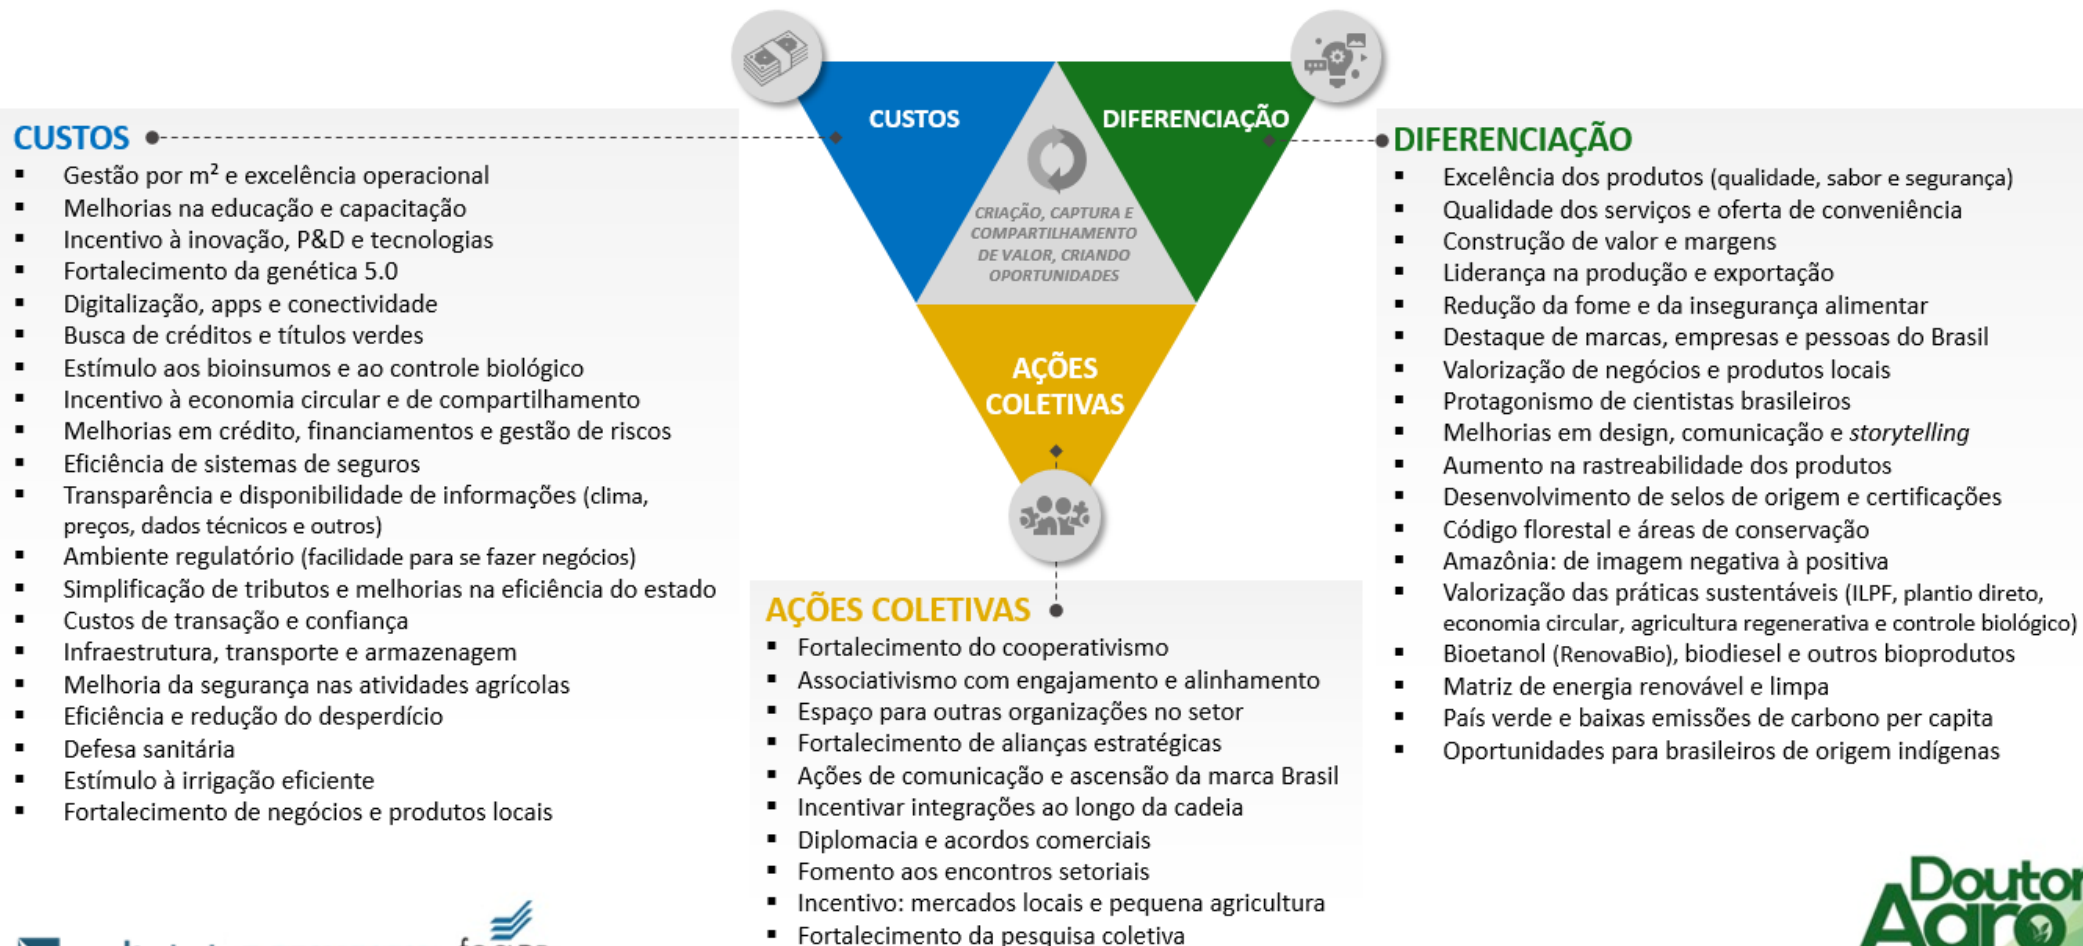 CUSTOS
DIFERENCIAÇÃO
CRIAÇÃO, CAPTURA E
COMPARTILHAMENTO
DE VALOR, CRIANDO
OPORTUNIDADES
AÇÕES
COLETIVAS
CUSTOS
▪ Gestão por m² e excelência operacional
▪ Melhorias na educação e capacitação
▪ Incentivo à inovação, P&D e tecnologias
▪ Fortalecimento da genética 5.0
▪ Digitalização, apps e conectividade
▪ Busca de créditos e títulos verdes
▪ Estímulo aos bioinsumos e ao controle biológico
▪ Incentivo à economia circular e de compartilhamento
▪ Melhorias em crédito, financiamentos e gestão de riscos
▪ Eficiência de sistemas de seguros
▪ Transparência e disponibilidade de informações (clima,
preços, dados técnicos e outros)
▪ Ambiente regulatório (facilidade para se fazer negócios)
▪ Simplificação de tributos e melhorias na eficiência do estado
▪ Custos de transação e confiança
▪ Infraestrutura, transporte e armazenagem
▪ Melhoria da segurança nas atividades agrícolas
▪ Eficiência e redução do desperdício
▪ Defesa sanitária
▪ Estímulo à irrigação eficiente
▪ Fortalecimento de negócios e produtos locais
AÇÕES COLETIVAS
▪ Fortalecimento do cooperativismo
▪ Associativismo com engajamento e alinhamento
▪ Espaço para outras organizações no setor
▪ Fortalecimento de alianças estratégicas
▪ Ações de comunicação e ascensão da marca Brasil
▪ Incentivar integrações ao longo da cadeia
▪ Diplomacia e acordos comerciais
▪ Fomento aos encontros setoriais
▪ Incentivo: mercados locais e pequena agricultura
▪ Fortalecimento da pesquisa coletiva
DIFERENCIAÇÃO
▪ Excelência dos produtos (qualidade, sabor e segurança)
▪ Qualidade dos serviços e oferta de conveniência
▪ Construção de valor e margens
▪ Liderança na produção e exportação
▪ Redução da fome e da insegurança alimentar
▪ Destaque de marcas, empresas e pessoas do Brasil
▪ Valorização de negócios e produtos locais
▪ Protagonismo de cientistas brasileiros
▪ Melhorias em design, comunicação e storytelling
▪ Aumento na rastreabilidade dos produtos
▪ Desenvolvimento de selos de origem e certificações
▪ Código florestal e áreas de conservação
▪ Amazônia: de imagem negativa à positiva
▪ Valorização das práticas sustentáveis (ILPF, plantio direto,
economia circular, agricultura regenerativa e controle biológico)
▪ Bioetanol (RenovaBio), biodiesel e outros bioprodutos
▪ Matriz de energia renovável e limpa
▪ País verde e baixas emissões de carbono per capita
▪ Oportunidades para brasileiros de origem indígenas
Doutor
Agro